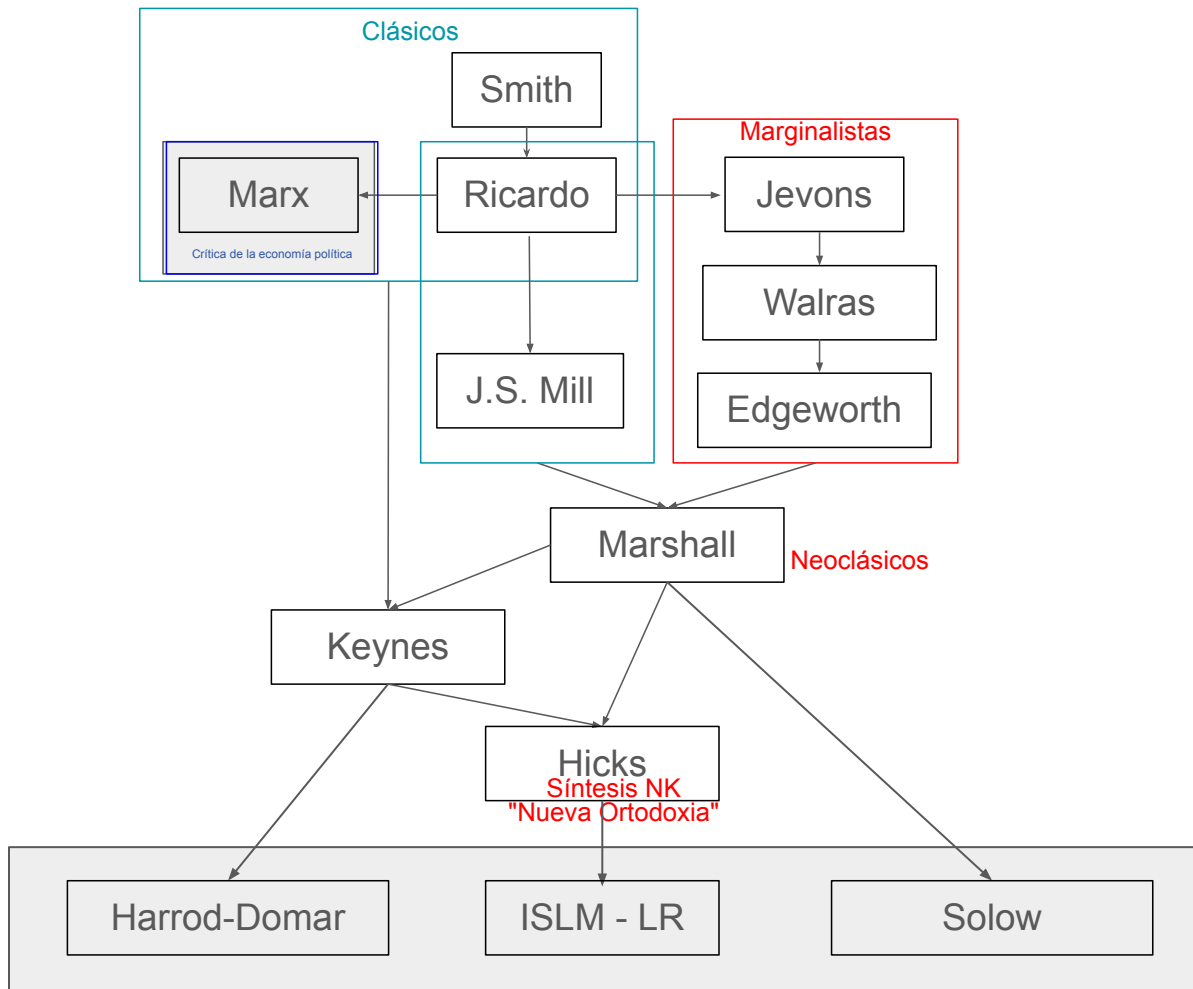 Clásicos
Smith
Marginalistas
Marx
Ricardo
Jevons
Crítica de la economía política
Walras
J.S. Mill
Edgeworth
Marshall
Neoclásicos
Keynes
Hicks
Síntesis NK
"Nueva Ortodoxia"
Harrod-Domar
ISLM - LR
Solow